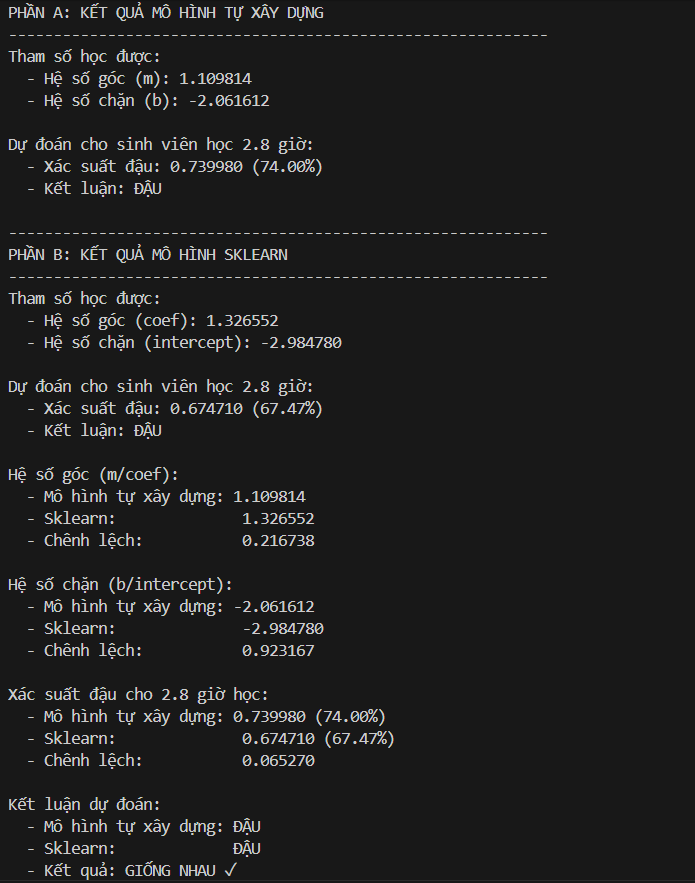 PHẦN A: KẾT QUẢ MÔ HÌNH TỰ XÂY DỰNG
------------------------------------------------------------
Tham số học được:
  - Hệ số góc (m): 1.109814
  - Hệ số chặn (b): -2.061612

Dự đoán cho sinh viên học 2.8 giờ:
  - Xác suất đậu: 0.739980 (74.00%)
  - Kết luận: ĐẬU

------------------------------------------------------------
PHẦN B: KẾT QUẢ MÔ HÌNH SKLEARN
------------------------------------------------------------
Tham số học được:
  - Hệ số góc (coef): 1.326552
  - Hệ số chặn (intercept): -2.984780

Dự đoán cho sinh viên học 2.8 giờ:
  - Xác suất đậu: 0.674710 (67.47%)
  - Kết luận: ĐẬU

Hệ số góc (m/coef):
  - Mô hình tự xây dựng: 1.109814
  - Sklearn:              1.326552
  - Chênh lệch:           0.216738

Hệ số chặn (b/intercept):
  - Mô hình tự xây dựng: -2.061612
  - Sklearn:              -2.984780
  - Chênh lệch:           0.923167

Xác suất đậu cho 2.8 giờ học:
  - Mô hình tự xây dựng: 0.739980 (74.00%)
  - Sklearn:              0.674710 (67.47%)
  - Chênh lệch:           0.065270

Kết luận dự đoán:
  - Mô hình tự xây dựng: ĐẬU
  - Sklearn:             ĐẬU
  - Kết quả: GIỐNG NHAU ✓